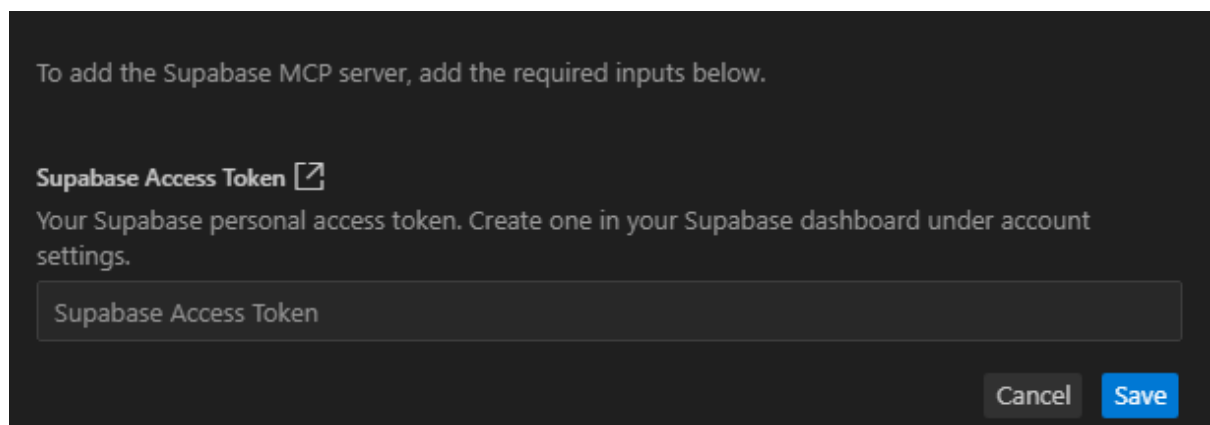 To add the Supabase MCP server, add the required inputs below.
Supabase Access Token
Your Supabase personal access token. Create one in your Supabase dashboard under account
settings.
Supabase Access Token
Cancel Save